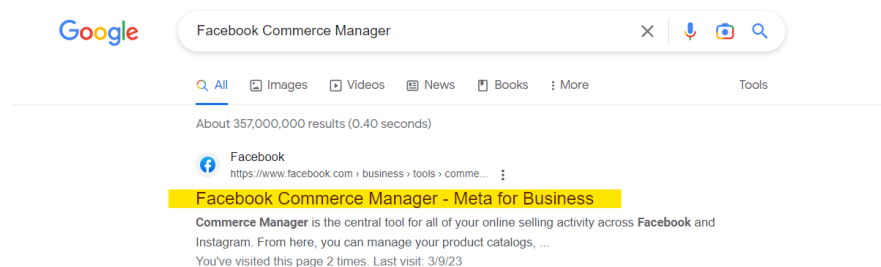 Google
Facebook Commerce Manager
All Images Videos News Books More Tools
About 357,000,000 results (0.40 seconds)
Facebook
https://www.facebook.com › business › tools › comme...
Facebook Commerce Manager - Meta for Business
Commerce Manager is the central tool for all of your online selling activity across Facebook and
Instagram. From here, you can manage your product catalogs, ...
You've visited this page 2 times. Last visit: 3/9/23